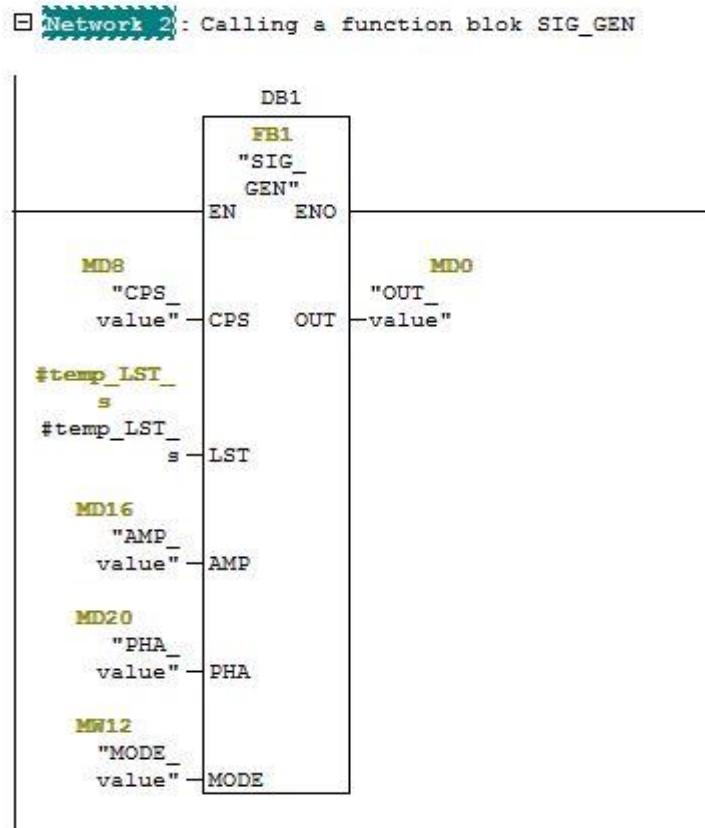 Network 2: Calling a function blok SIG_GEN
DB1
FB1
"SIG_
GEN"
EN ENO
MD8
"CPS_
value" CPS
MD0
"OUT_
OUT value"
#temp_LST_
s
#temp_LST_
s LST
MD16
"AMP_
value" AMP
MD20
"PHA_
value" PHA
MW12
"MODE_
value" MODE